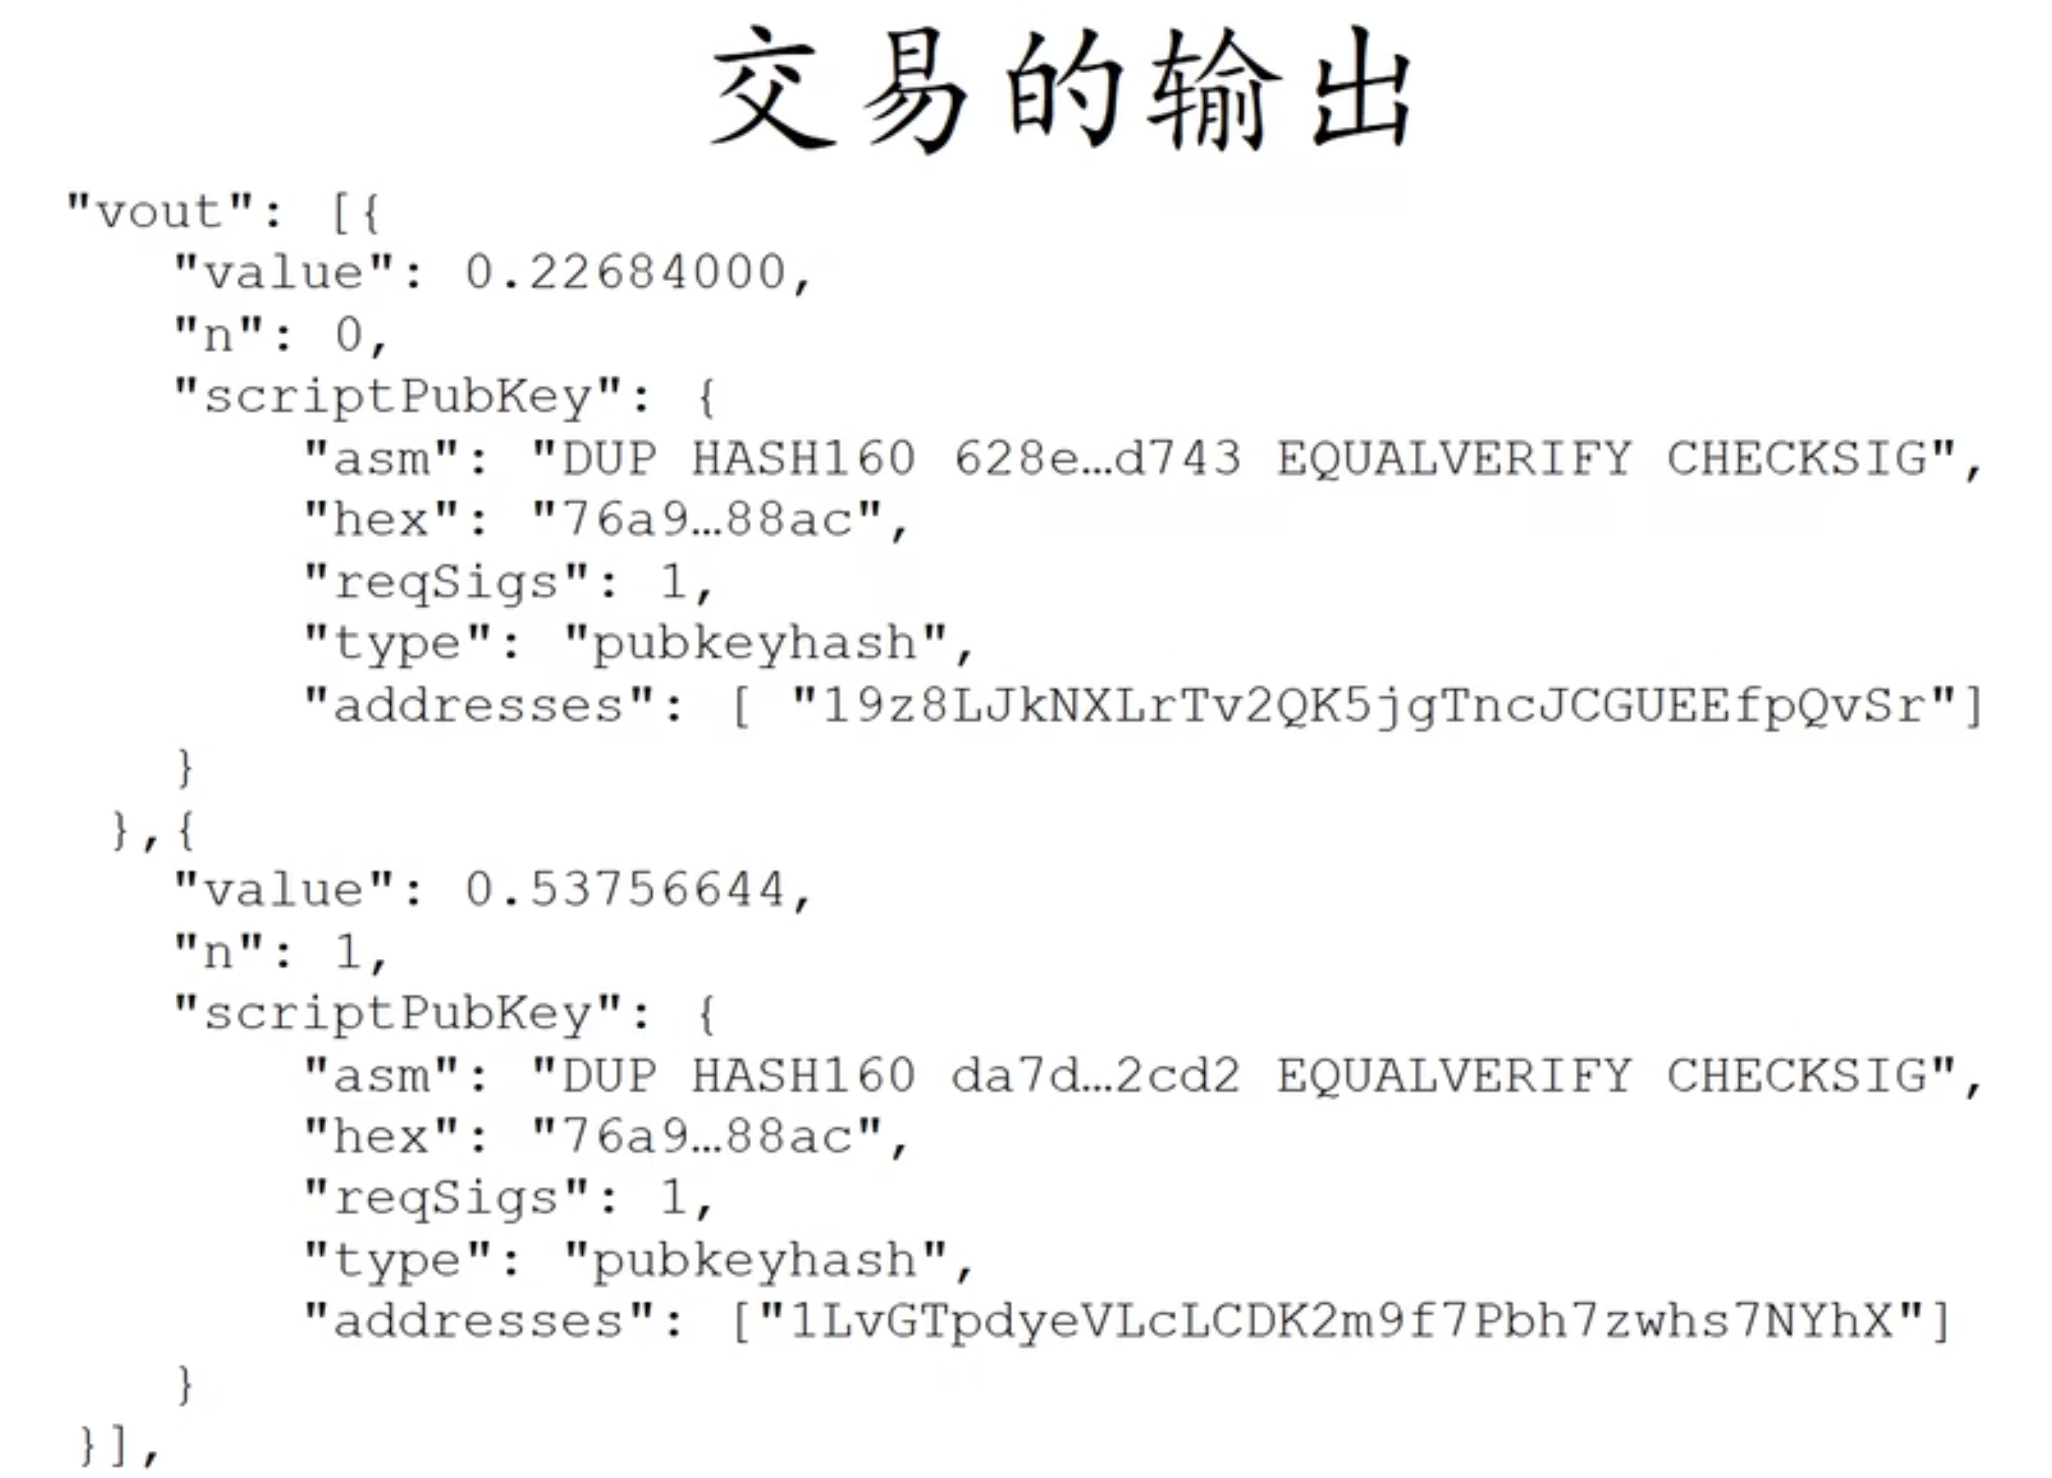 交易的输出
"vout": [{
"value": 0.22684000,
"n": 0,
"scriptPubKey": {
"asm": "DUP HASH160 628e…d743 EQUALVERIFY CHECKSIG",
"hex": "76a9…88ac",
"reqSigs": 1,
"type": "pubkeyhash",
"addresses": [ "19z8LJkNXLrTv2QK5jgTncJCGUEEfpQvSr"]
}
},{
"value": 0.53756644,
"n": 1,
"scriptPubKey": {
"asm": "DUP HASH160 da7d…2cd2 EQUALVERIFY CHECKSIG",
"hex": "76a9…88ac",
"reqSigs": 1,
"type": "pubkeyhash",
"addresses": ["1LvGTpdyeVLcLCDK2m9f7Pbh7zwhs7NYhX"]
}
}],